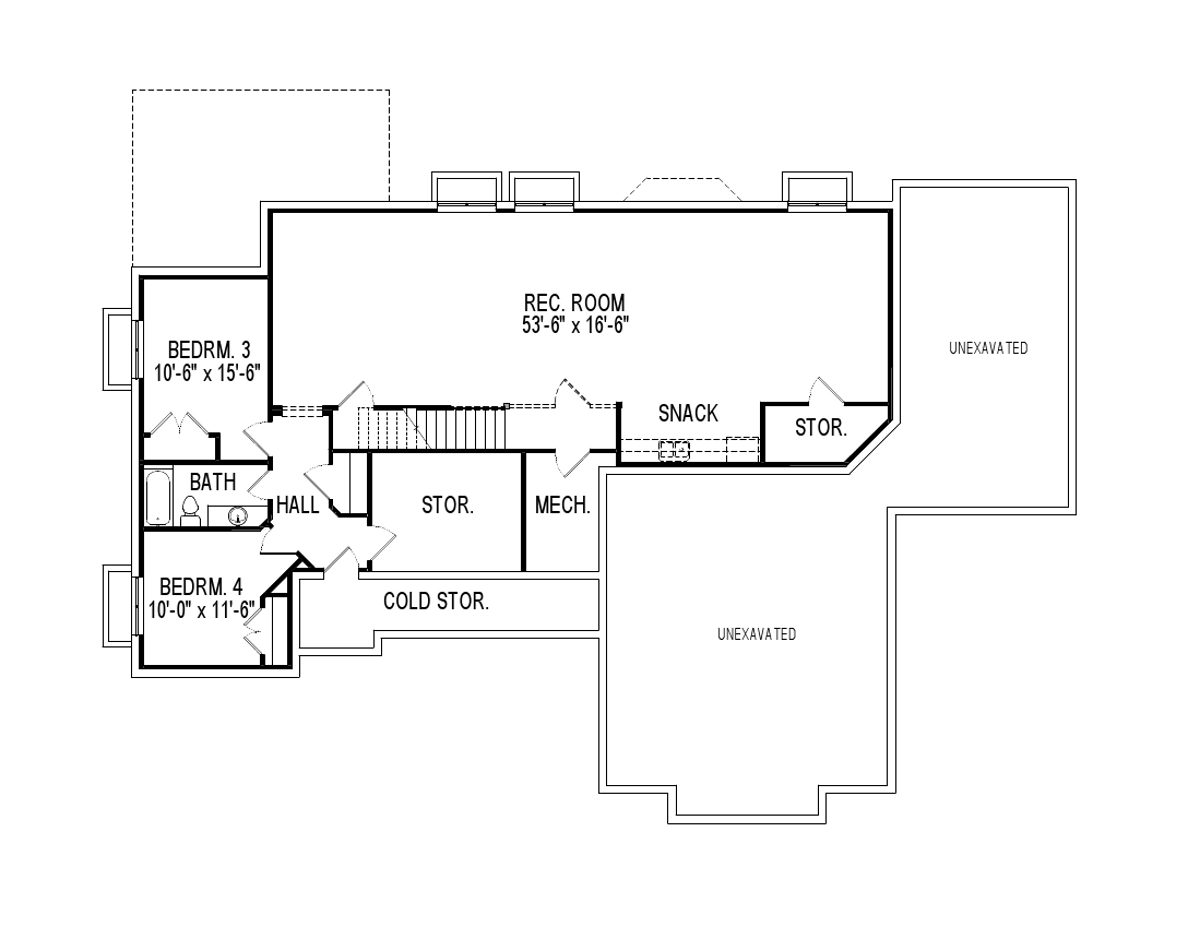 REC. ROOM
53'-6" x 16'-6"
BEDRM. 3
10'-6" x 15'-6"
UNEXAVATED
SNACK
STOR.
BATH
HALL
STOR.
MECH.
BEDRM. 4
10'-0" x 11'-6"
COLD STOR.
UNEXAVATED